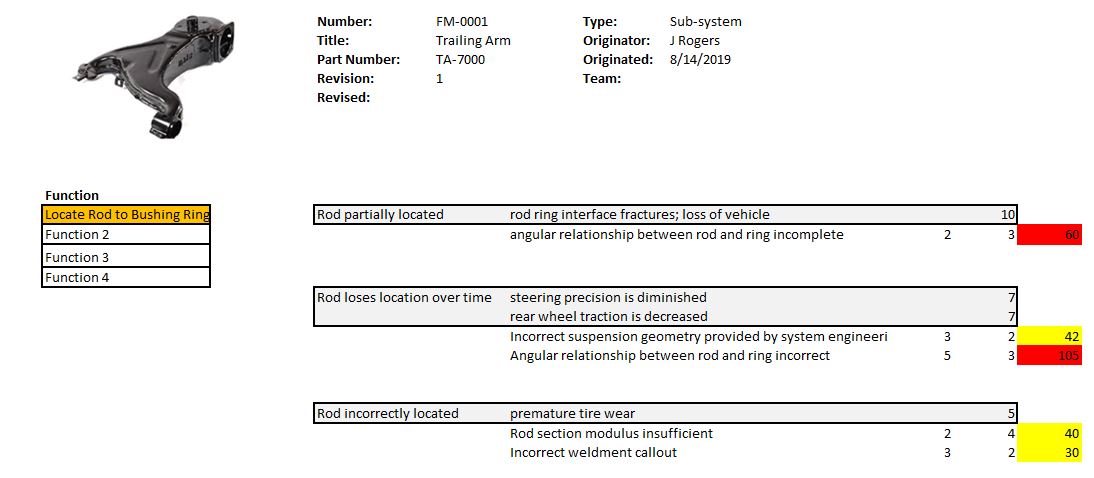 Number: FM-0001 Type: Sub-system
Title: Trailing Arm Originator: J Rogers
Part Number: TA-7000 Originated: 8/14/2019
Revision: 1 Team:
Revised:
Function
Locate Rod to Bushing Ring
Function 2
Function 3
Function 4
Rod partially located rod ring interface fractures; loss of vehicle 10
angular relationship between rod and ring incomplete 2 3 60
Rod loses location over time steering precision is diminished 7
rear wheel traction is decreased 7
Incorrect suspension geometry provided by system engineeri 3 2 42
Angular relationship between rod and ring incorrect 5 3 105
Rod incorrectly located premature tire wear 5
Rod section modulus insufficient 2 4 40
Incorrect weldment callout 3 2 30